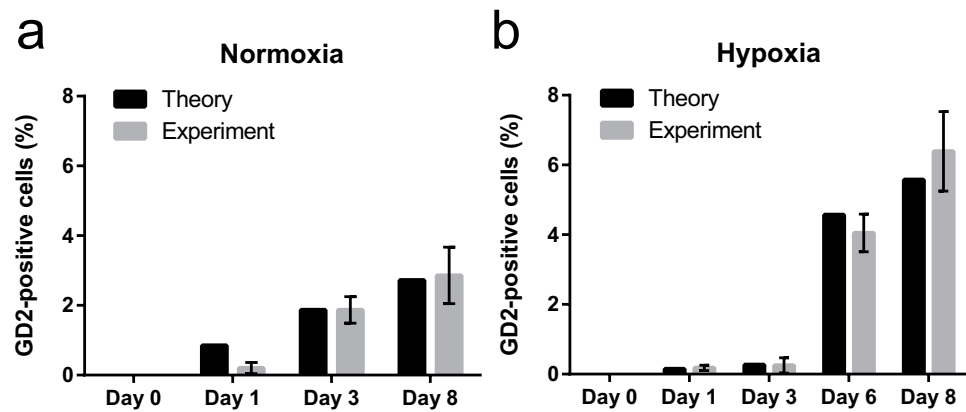 a
Normoxia
GD2-positive cells (%)
8
6
4
2
0
Theory
Experiment
Day 0 Day 1 Day 3 Day 8
b
Hypoxia
GD2-positive cells (%)
8
6
4
2
0
Theory
Experiment
Day 0 Day 1 Day 3 Day 6 Day 8